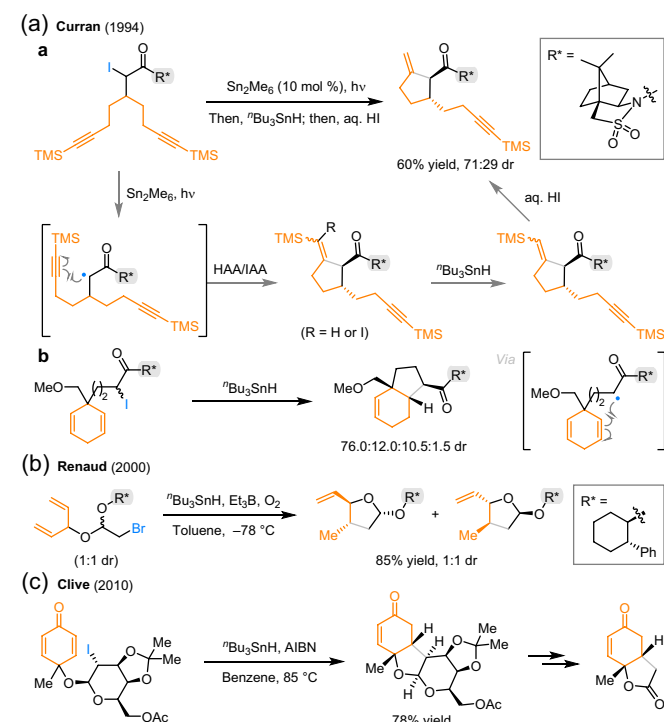 (a) Curran (1994)
a
I
O
R*
TMS
TMS
Sn2Me6 (10 mol %), hν
Then, nBu3SnH; then, aq. HI
O
R*
TMS
60% yield, 71:29 dr
R* =
N
S
O
O
Sn2Me6, hν
aq. HI
TMS
O
R*
TMS
HAA/IAA
R
TMS
O
R*
TMS
(R = H or I)
nBu3SnH
TMS
O
R*
TMS
b
O
R*
MeO
( )2
I
nBu3SnH
MeO
O
R*
H
76.0:12.0:10.5:1.5 dr
Via
O
R*
MeO
( )2
(b) Renaud (2000)
R*
O
O
Br
(1:1 dr)
nBu3SnH, Et3B, O2
Toluene, –78 °C
O
O
R*
Me
+
O
O
R*
Me
85% yield, 1:1 dr
R* =
Ph
(c) Clive (2010)
O
Me
O
I
O
O
O
Me
Me
OAc
nBu3SnH, AIBN
Benzene, 85 °C
O
H
H
Me
O
H
O
O
O
Me
Me
OAc
78% yield
O
H
Me
O
O